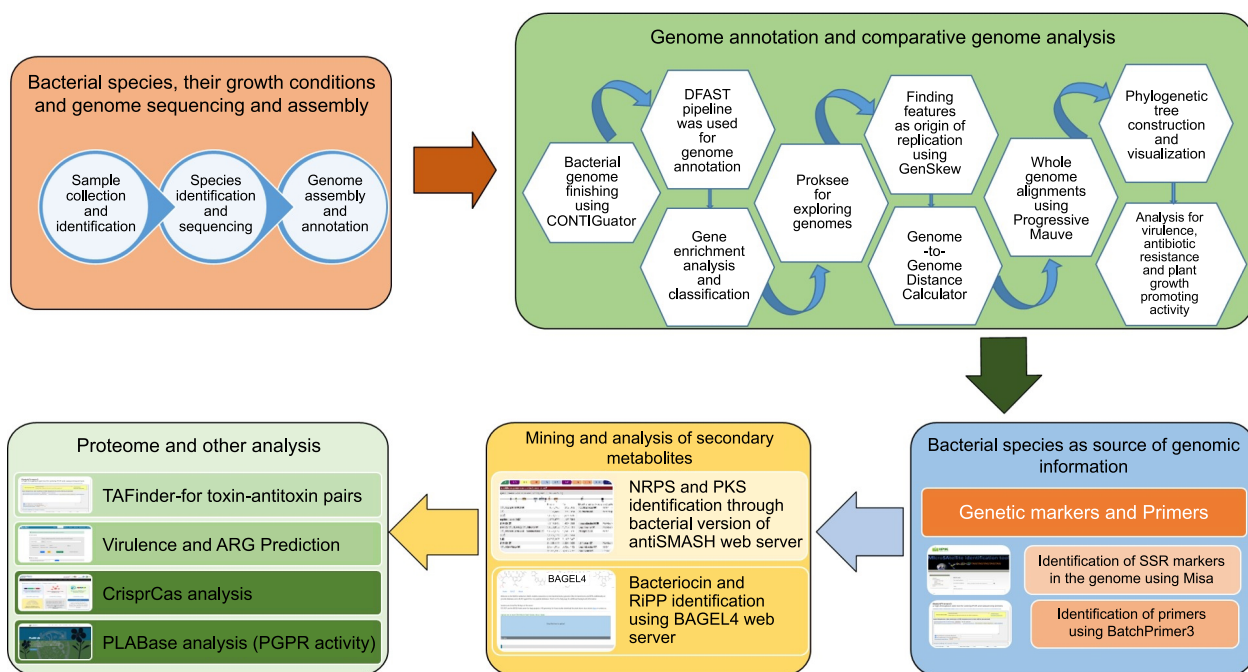 Bacterial species, their growth conditions
and genome sequencing and assembly
Sample
collection
and
identification
Species
identification
and
sequencing
Genome
assembly
and
annotation
Genome annotation and comparative genome analysis
Bacterial
genome
finishing
using
CONTIGuator
DFAST
pipeline
was used
for
genome
annotation
Gene
enrichment
analysis
and
classification
Proksee
for
exploring
genomes
Finding
features
as origin of
replication
using
GenSkew
Genome
-to-
Genome
Distance
Calculator
Whole
genome
alignments
using
Progressive
Mauve
Phylogenetic
tree
construction
and
visualization
Analysis for
virulence,
antibiotic
resistance
and plant
growth
promoting
activity
Bacterial species as source of genomic
information
Genetic markers and Primers
Identification of SSR markers
in the genome using Misa
Identification of primers
using BatchPrimer3
Mining and analysis of secondary
metabolites
NRPS and PKS
identification through
bacterial version of
antiSMASH web server
BAGEL4
Bacteriocin and
RiPP identification
using BAGEL4 web
server
Proteome and other analysis
TAFinder-for toxin-antitoxin pairs
Virulence and ARG Prediction
CrisprCas analysis
PLABase analysis (PGPR activity)